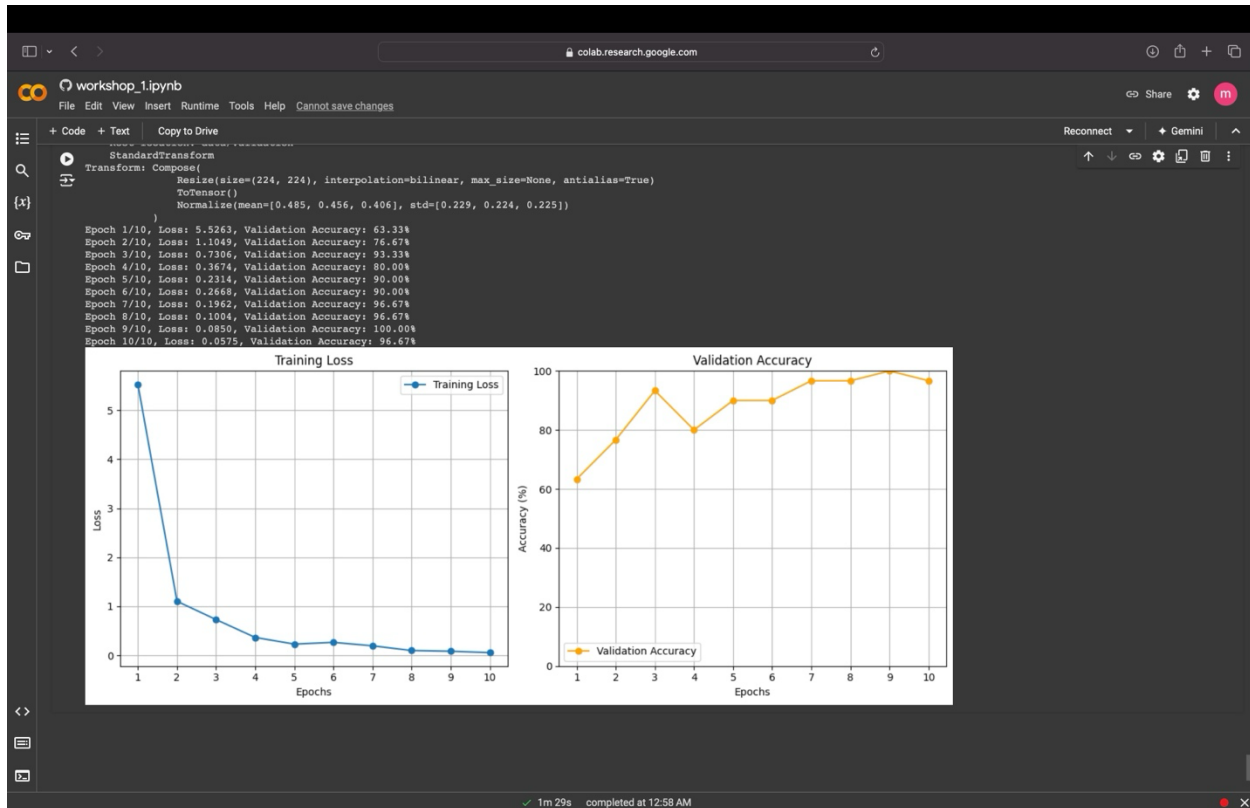 colab.research.google.com
workshop_1.ipynb
File Edit View Insert Runtime Tools Help Cannot save changes
Share
m
+ Code + Text Copy to Drive
Reconnect Gemini
StandardTransform
Transform: Compose(
Resize(size=(224, 224), interpolation=bilinear, max_size=None, antialias=True)
ToTensor()
Normalize(mean=[0.485, 0.456, 0.406], std=[0.229, 0.224, 0.225])
)
{x}
Epoch 1/10, Loss: 5.5263, Validation Accuracy: 63.33%
Epoch 2/10, Loss: 1.1049, Validation Accuracy: 76.67%
Epoch 3/10, Loss: 0.7306, Validation Accuracy: 93.33%
Epoch 4/10, Loss: 0.3674, Validation Accuracy: 80.00%
Epoch 5/10, Loss: 0.2314, Validation Accuracy: 90.00%
Epoch 6/10, Loss: 0.2668, Validation Accuracy: 90.00%
Epoch 7/10, Loss: 0.1962, Validation Accuracy: 96.67%
Epoch 8/10, Loss: 0.1004, Validation Accuracy: 96.67%
Epoch 9/10, Loss: 0.0850, Validation Accuracy: 100.00%
Epoch 10/10, Loss: 0.0575, Validation Accuracy: 96.67%
Training Loss
Training Loss
5
4
3
2
1
0
Loss
1 2 3 4 5 6 7 8 9 10
Epochs
Validation Accuracy
100
80
60
40
20
0
Accuracy (%)
Validation Accuracy
1 2 3 4 5 6 7 8 9 10
Epochs
1m 29s completed at 12:58 AM